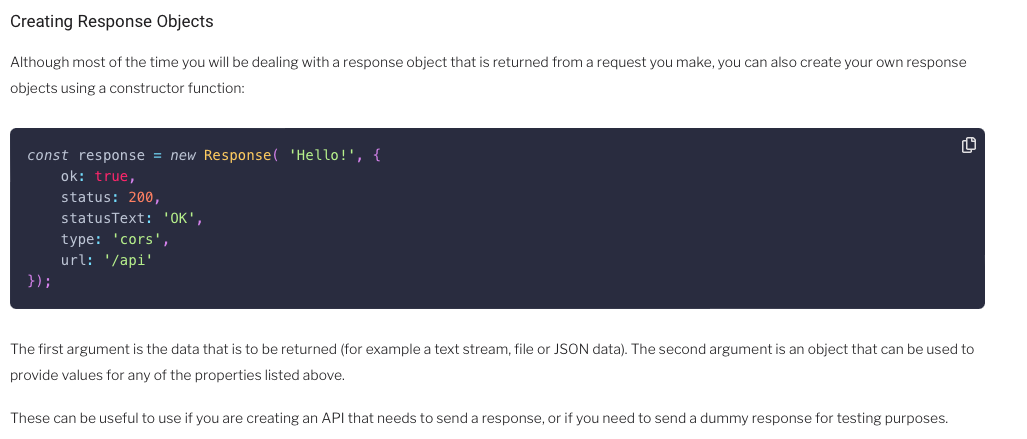 Creating Response Objects
Although most of the time you will be dealing with a response object that is returned from a request you make, you can also create your own response
objects using a constructor function:
const response = new Response( 'Hello!', {
    ok: true,
    status: 200,
    statusText: 'OK',
    type: 'cors',
    url: '/api'
});
The first argument is the data that is to be returned (for example a text stream, file or JSON data). The second argument is an object that can be used to
provide values for any of the properties listed above.
These can be useful to use if you are creating an API that needs to send a response, or if you need to send a dummy response for testing purposes.